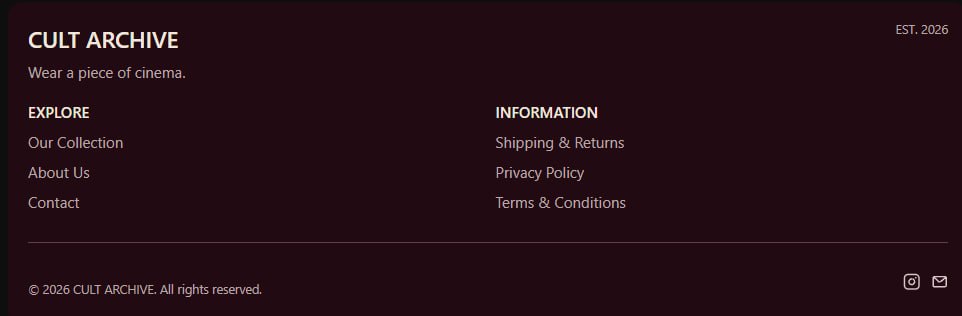 CULT ARCHIVE
EST. 2026
Wear a piece of cinema.
EXPLORE
Our Collection
About Us
Contact
INFORMATION
Shipping & Returns
Privacy Policy
Terms & Conditions
© 2026 CULT ARCHIVE. All rights reserved.